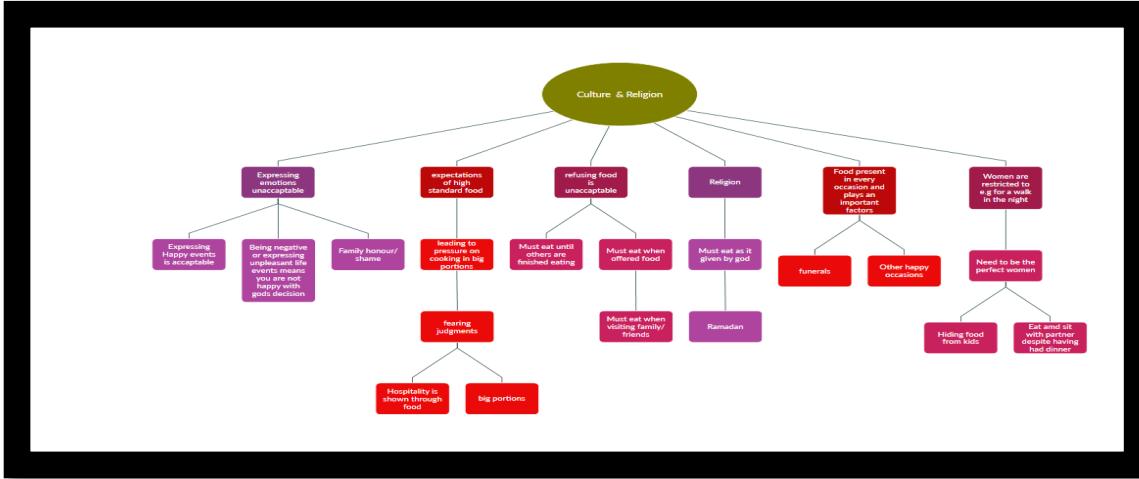 Culture & Religion
Expressing
emotions
unaccaptable
expectations
of high
standard food
refusing food
is
unaccaptable
Religion
Food present
in every
occasion and
plays an
important
factors
Women are
restricted to
e.g for a walk
in the night
Expressing
Happy events
is accaptable
Being negative
or expressing
unpleasant life
events means
you are not
happy with
gods decision
Family honour/
shame
leading to
pressure on
cooking in big
portions
Must eat until
others are
finished eating
Must eat when
offered food
Must eat as it
given by god
funerals
Other happy
occasions
Need to be the
perfect women
fearing
judgments
Must eat when
visiting family/
friends
Ramadan
Hiding food
from kids
Eat amd sit
with partner
despite having
had dinner
Hospitality is
shown through
food
big portions